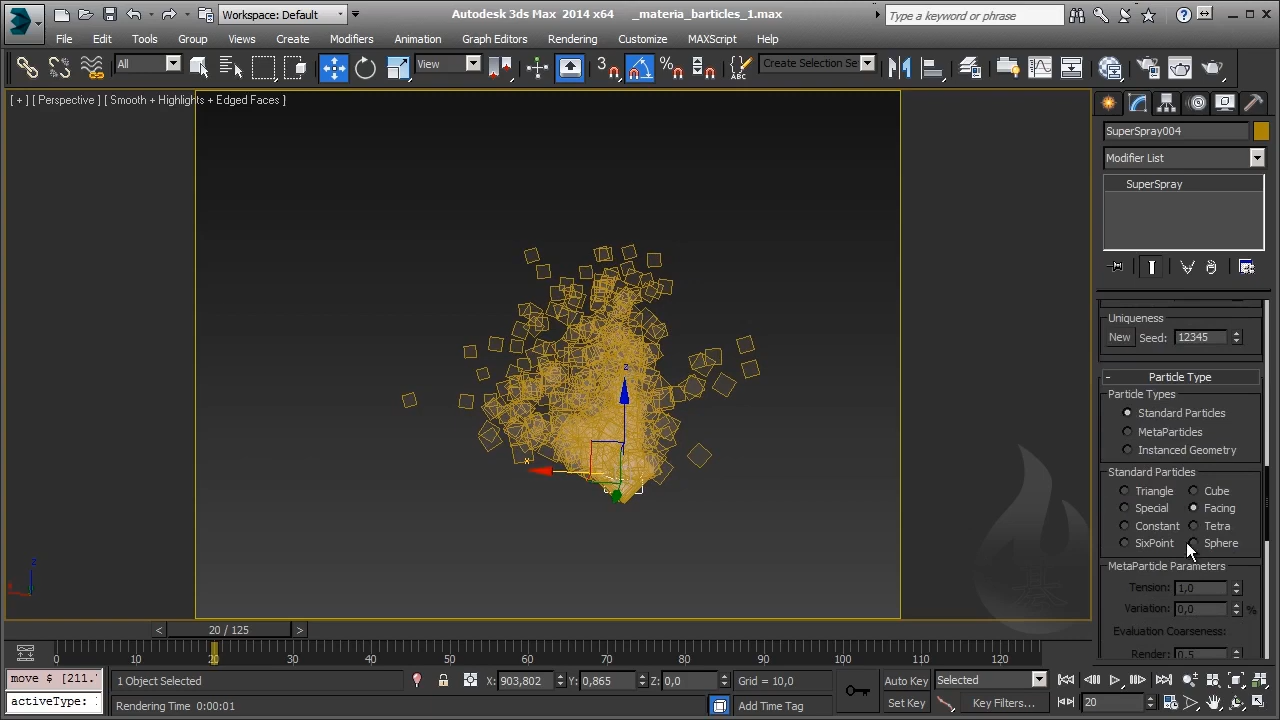 Workspace: Default
Autodesk 3ds Max 2014 x64 _materia_barticles_1.max
Type a keyword or phrase
File Edit Tools Group Views Create Modifiers Animation Graph Editors Rendering Customize MAXScript Help
All View 3 % Create Selection Se
[ + ] [ Perspective ] [ Smooth + Highlights + Edged Faces ]
SuperSpray004
Modifier List
SuperSpray
Uniqueness
New Seed: 12345
- Particle Type
Particle Types
Standard Particles
MetaParticles
Instanced Geometry
Standard Particles
Triangle Cube
Special Facing
Constant Tetra
SixPoint Sphere
MetaParticle Parameters
Tension: 1,0
Variation: 0,0 %
Evaluation Coarseness:
Render: 0,5
z
x
z
< 20 / 125 >
0 10 20 30 40 50 60 70 80 90 100 110 120
move $ [211.
activeType:
1 Object Selected X: 903,802 Y: 0,865 Z: 0,0 Grid = 10,0 Auto Key Selected
Rendering Time 0:00:01 Add Time Tag Set Key Key Filters... 20